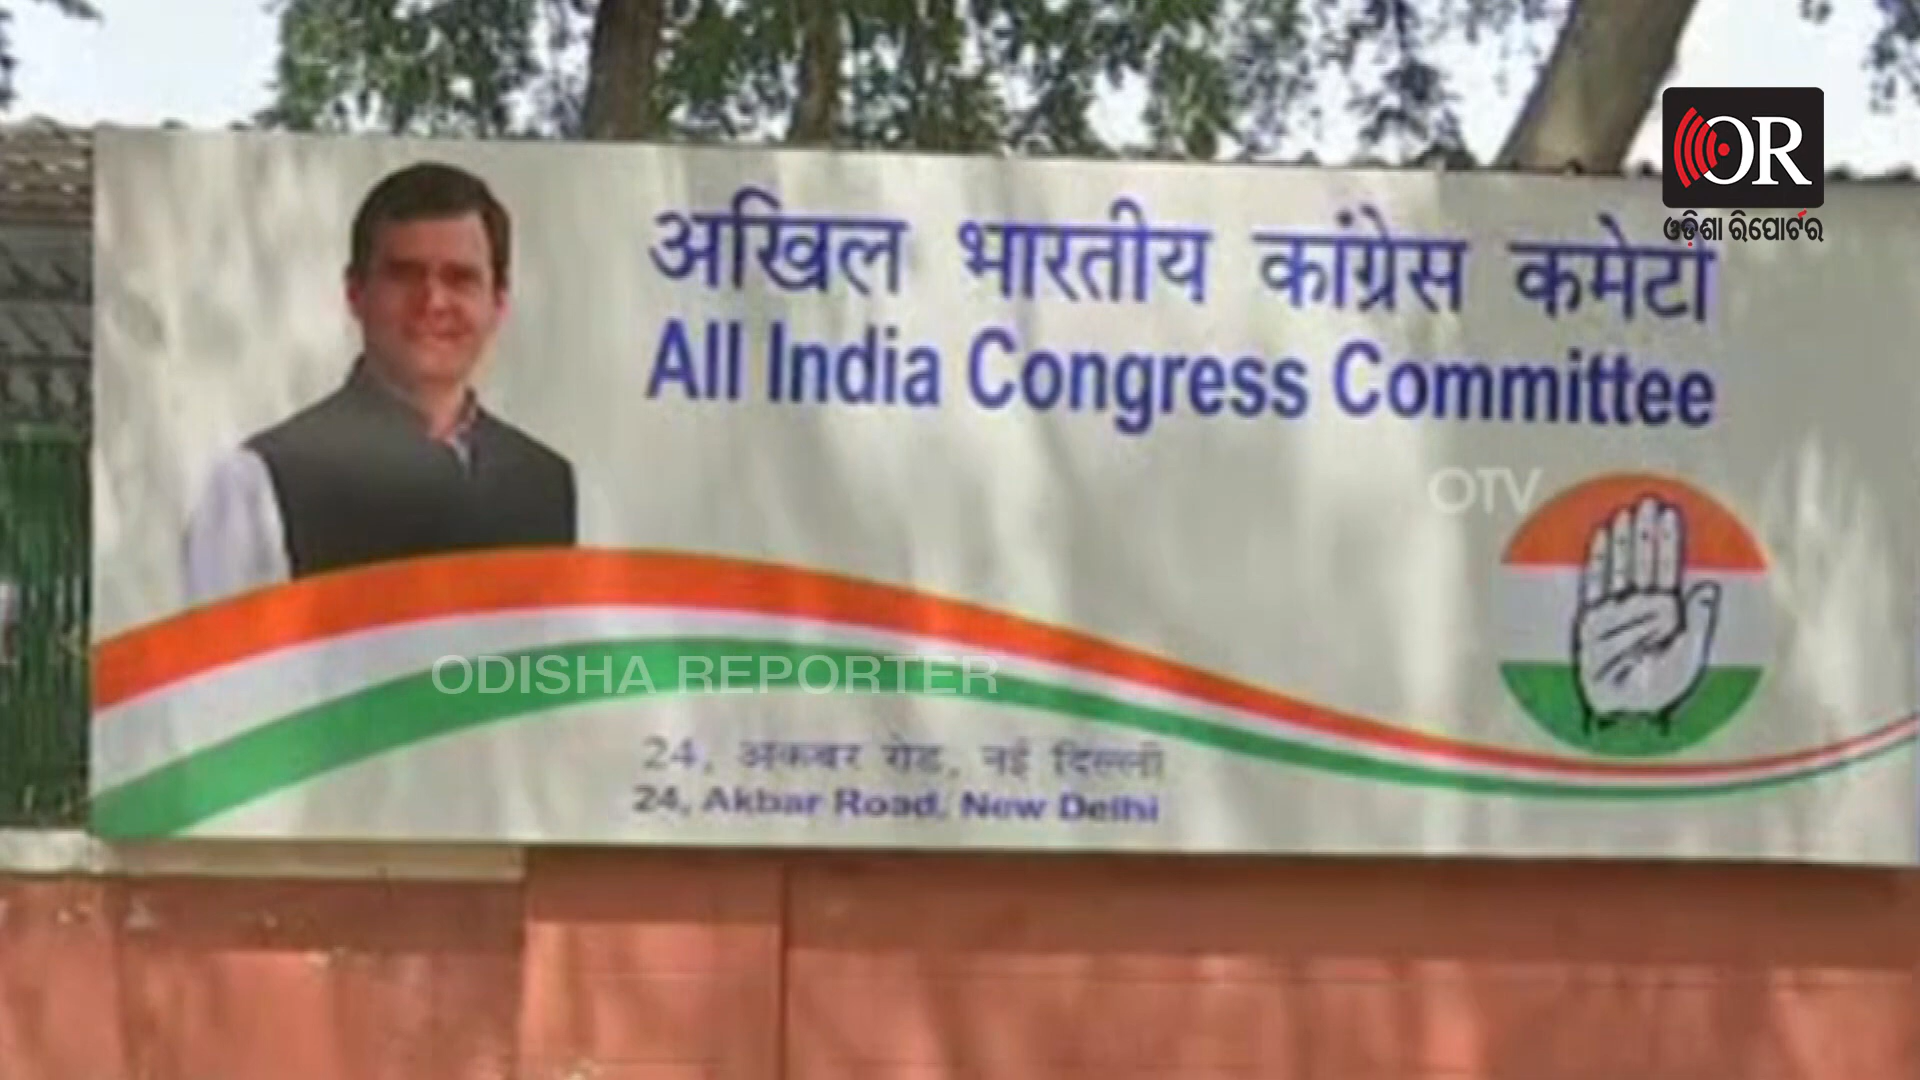 OR
ଓଡ଼ିଶା ରିପୋର୍ଟର
अखिल भारतीय कांग्रेस कमेटी
All India Congress Committee
OTV
ODISHA REPORTER
24, अकबर रोड, नई दिल्ली
24, Akbar Road, New Delhi